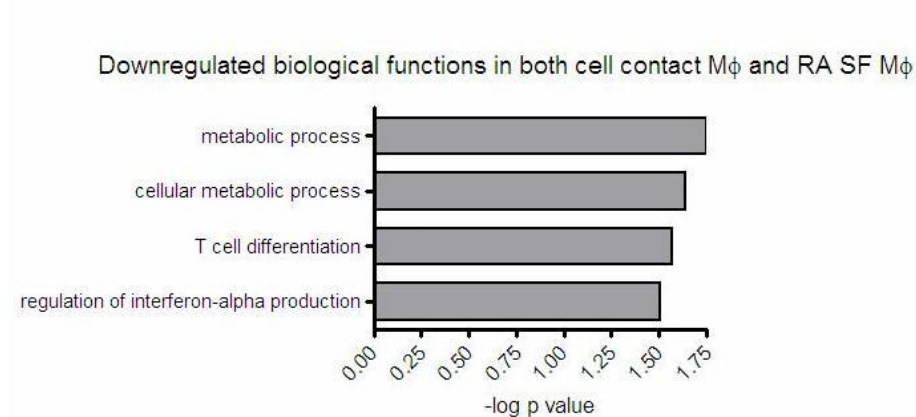 Downregulated biological functions in both cell contact Mϕ and RA SF Mϕ
metabolic process
cellular metabolic process
T cell differentiation
regulation of interferon-alpha production
0.00 0.25 0.50 0.75 1.00 1.25 1.50 1.75
-log p value